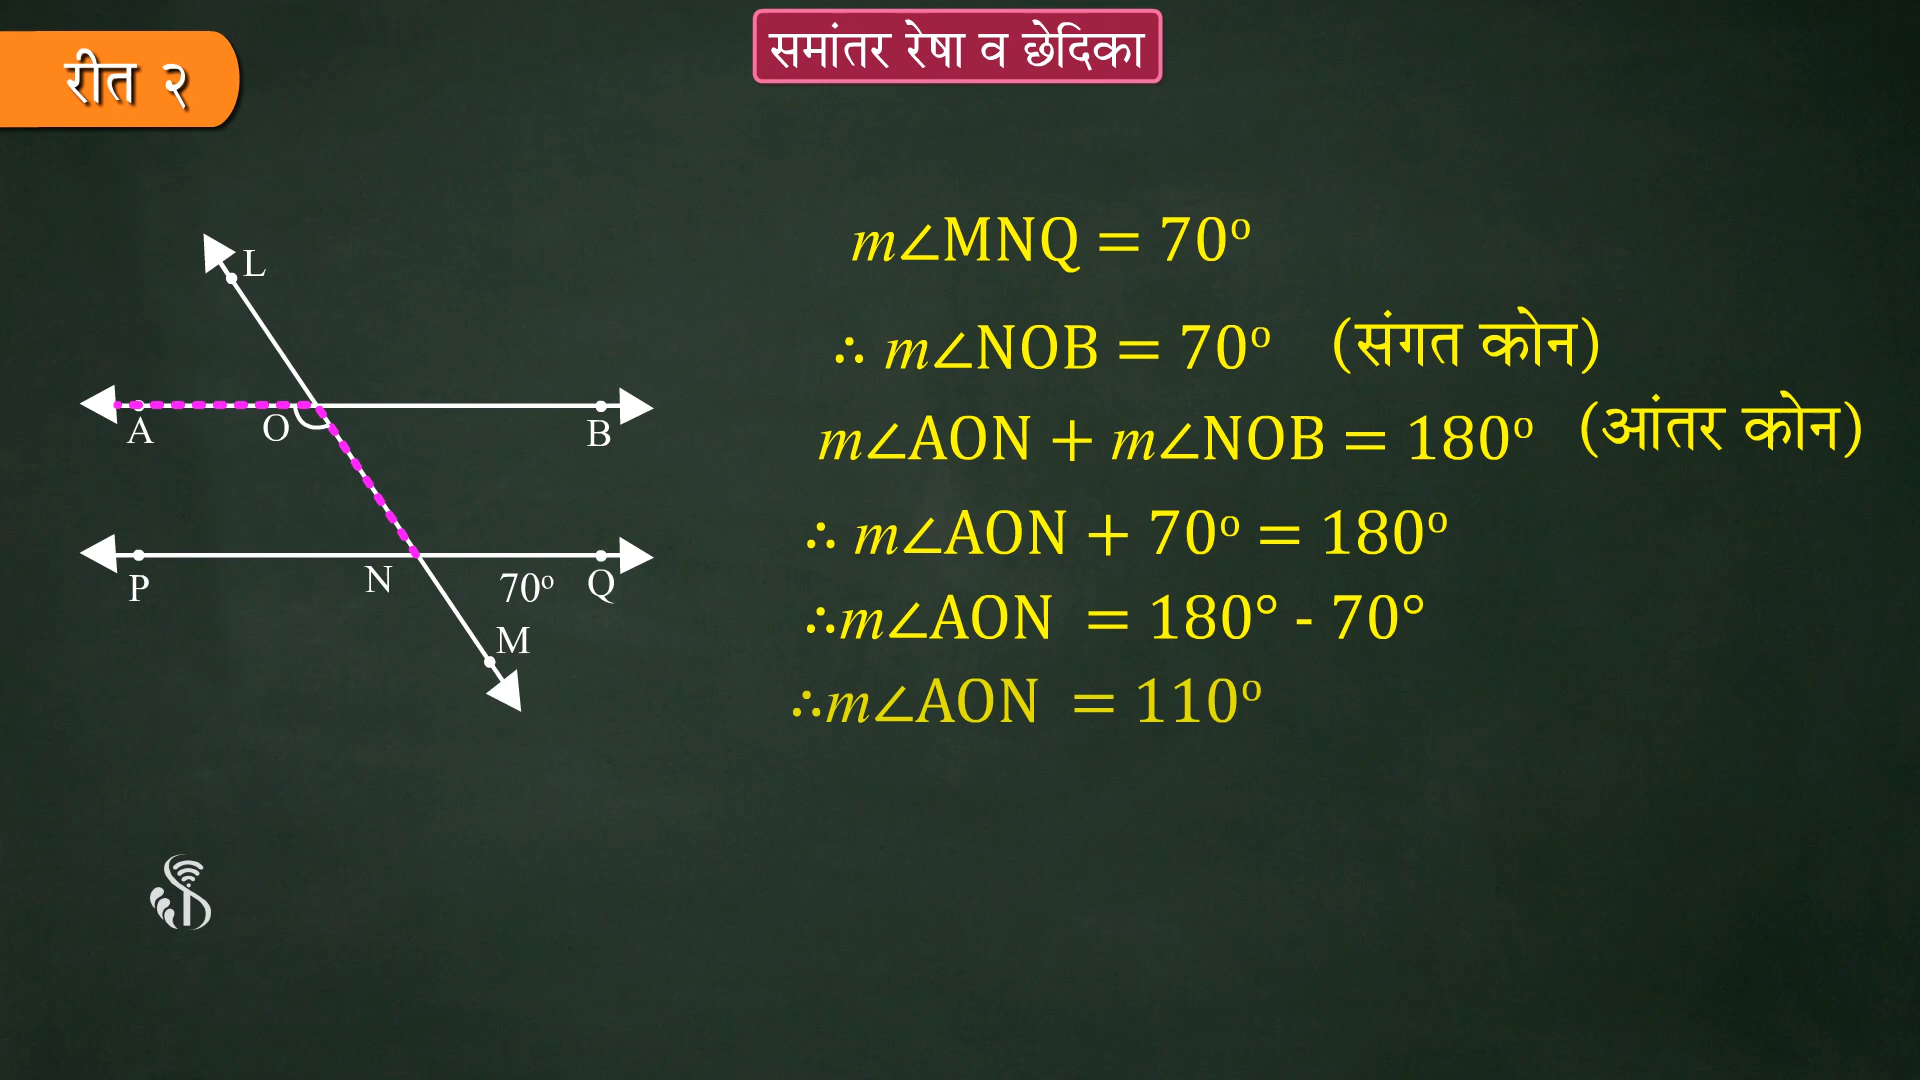 समांतर रेषा व छेदिका
रीत २
L
A
O
B
P
N
70° Q
M
m∠MNQ = 70°
∴ m∠NOB = 70° (संगत कोन)
m∠AON + m∠NOB = 180° (आंतर कोन)
∴ m∠AON + 70° = 180°
∴m∠AON = 180° - 70°
∴m∠AON = 110°